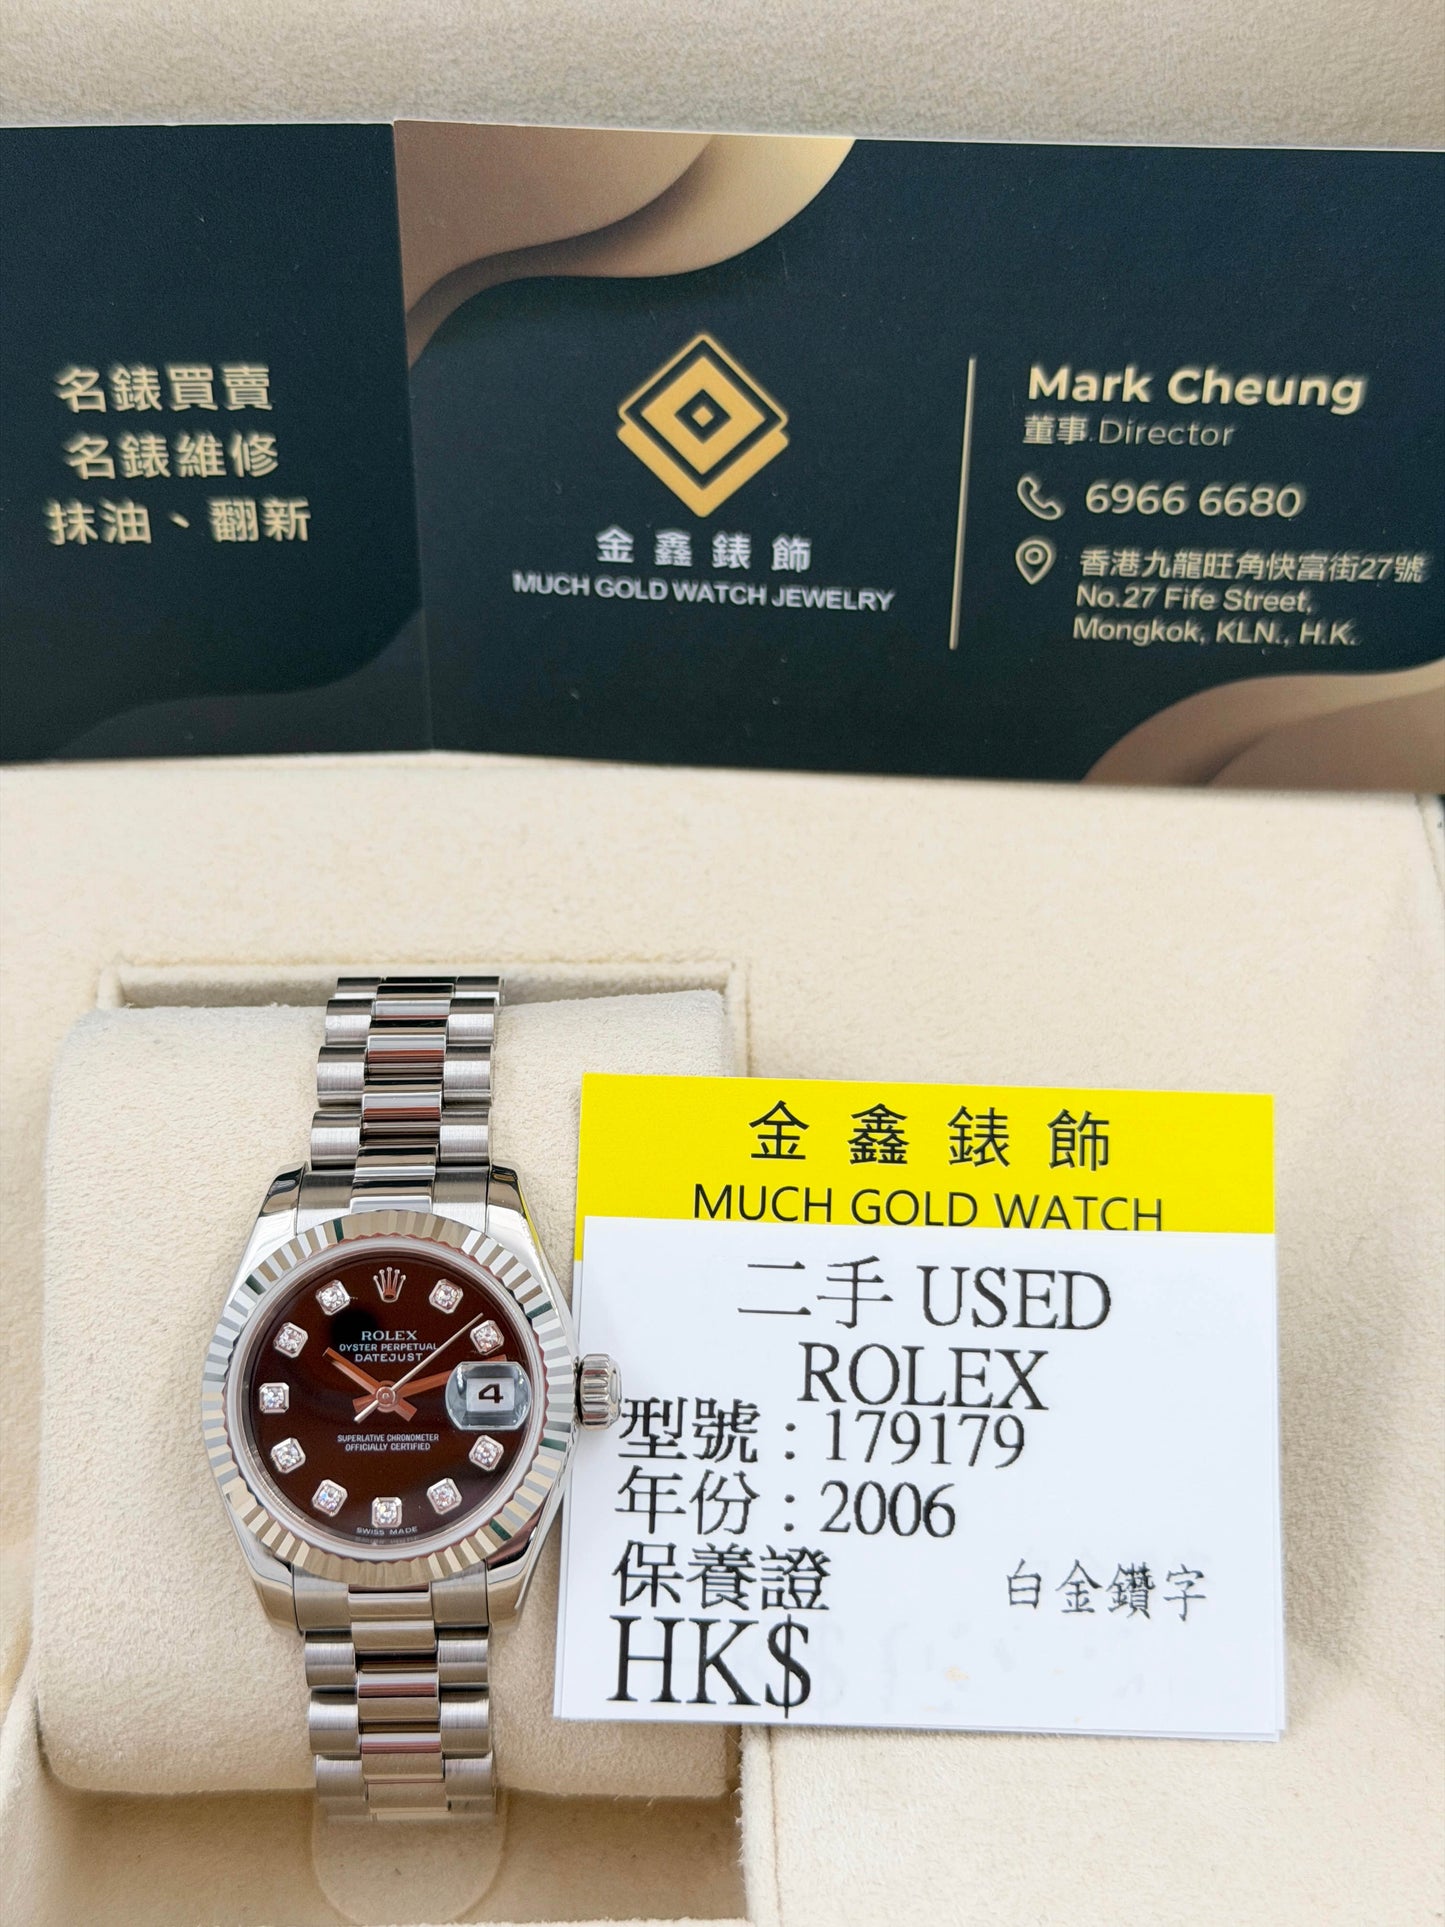 名錶買賣
名錶維修
抹油、翻新
金鑫錶飾
MUCH GOLD WATCH JEWELRY
Mark Cheung
董事 Director
6966 6680
香港九龍旺角快富街27號
No.27 Fife Street,
Mongkok, KLN., H.K.
ROLEX
OYSTER PERPETUAL
DATEJUST
4
SUPERLATIVE CHRONOMETER
OFFICIALLY CERTIFIED
SWISS MADE
金鑫錶飾
MUCH GOLD WATCH
二手 USED
ROLEX
型號：179179
年份：2006
保養證
白金鑽字
HK$